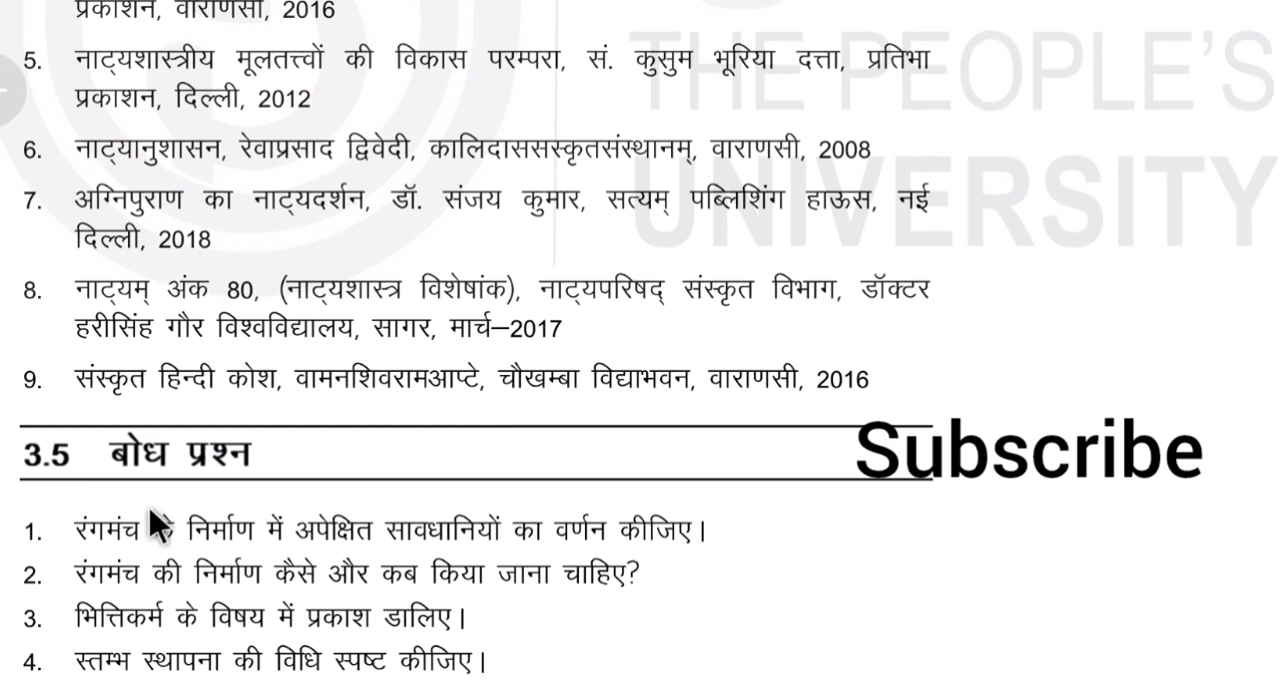 प्रकाशन, वाराणसी, 2016
5. नाट्यशास्त्रीय मूलतत्त्वों की विकास परम्परा, सं. कुसुम भूरिया दत्ता, प्रतिभा
प्रकाशन, दिल्ली, 2012
6. नाट्यानुशासन, रेवाप्रसाद द्विवेदी, कालिदाससस्कृतसंस्थानम्, वाराणसी, 2008
7. अग्निपुराण का नाट्यदर्शन, डॉ. संजय कुमार, सत्यम् पब्लिशिंग हाऊस, नई
दिल्ली, 2018
8. नाट्यम् अंक 80, (नाट्यशास्त्र विशेषांक), नाट्यपरिषद् संस्कृत विभाग, डॉक्टर
हरीसिंह गौर विश्वविद्यालय, सागर, मार्च–2017
9. संस्कृत हिन्दी कोश, वामनशिवरामआप्टे, चौखम्बा विद्याभवन, वाराणसी, 2016
THE PEOPLE'S
UNIVERSITY
3.5 बोध प्रश्न
Subscribe
1. रंगमंच निर्माण में अपेक्षित सावधानियों का वर्णन कीजिए।
2. रंगमंच की निर्माण कैसे और कब किया जाना चाहिए?
3. भित्तिकर्म के विषय में प्रकाश डालिए।
4. स्तम्भ स्थापना की विधि स्पष्ट कीजिए।